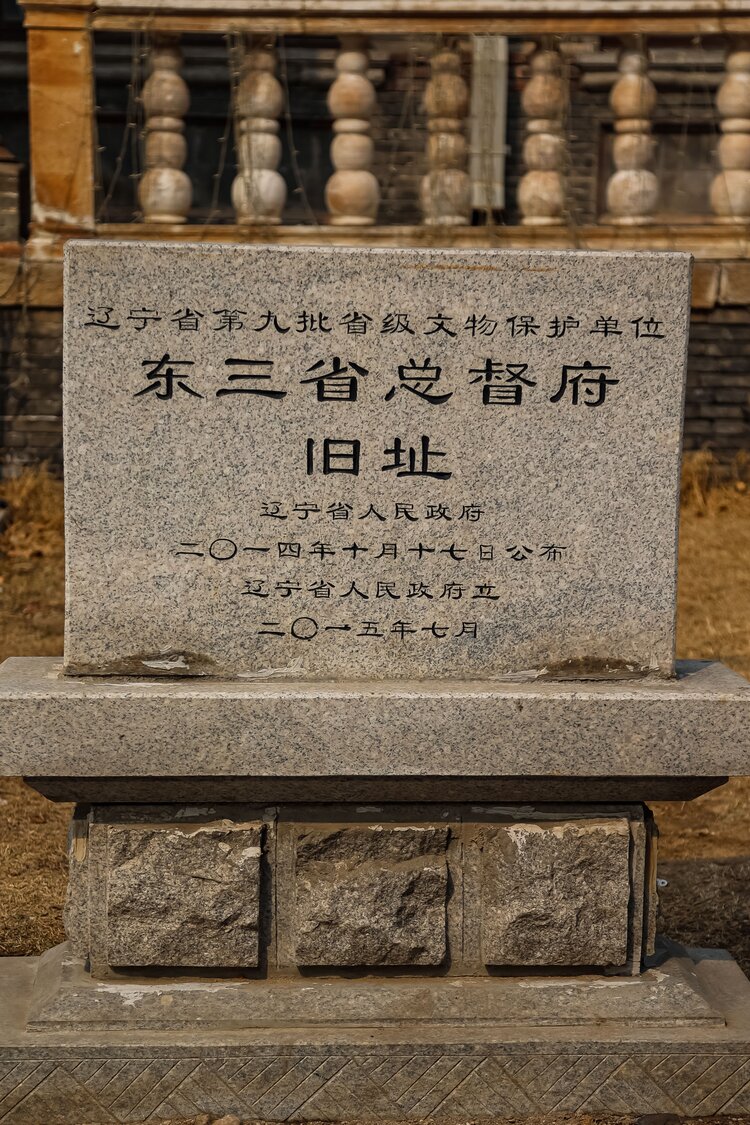 辽宁省第九批省级文物保护单位
东三省总督府
旧址
辽宁省人民政府
二〇一四年十月十七日公布
辽宁省人民政府立
二〇一五年七月